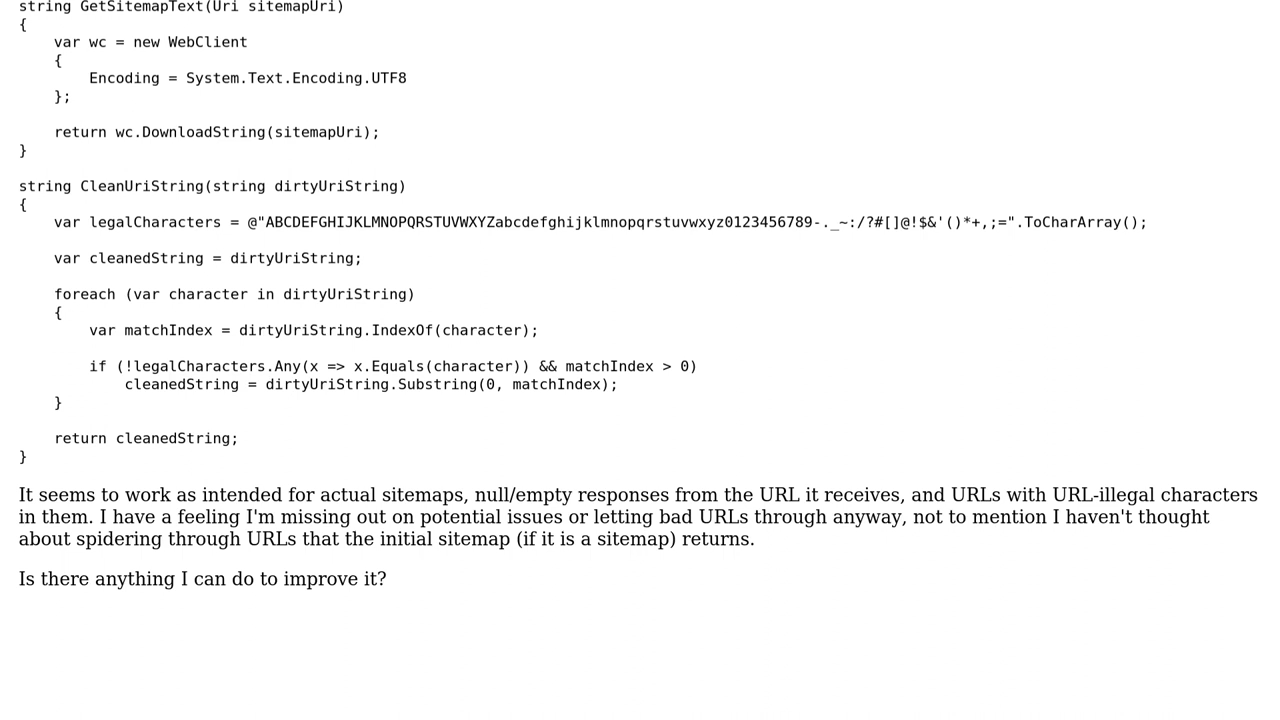 string GetSitemapText(Uri sitemapUri)
{
    var wc = new WebClient
    {
        Encoding = System.Text.Encoding.UTF8
    };

    return wc.DownloadString(sitemapUri);
}

string CleanUriString(string dirtyUriString)
{
    var legalCharacters = @"ABCDEFGHIJKLMNOPQRSTUVWXYZabcdefghijklmnopqrstuvwxyz0123456789-._~:/?#[]@!$&'()*+,;=".ToCharArray();

    var cleanedString = dirtyUriString;

    foreach (var character in dirtyUriString)
    {
        var matchIndex = dirtyUriString.IndexOf(character);

        if (!legalCharacters.Any(x => x.Equals(character)) && matchIndex > 0)
            cleanedString = dirtyUriString.Substring(0, matchIndex);
    }

    return cleanedString;
}

It seems to work as intended for actual sitemaps, null/empty responses from the URL it receives, and URLs with URL-illegal characters
in them. I have a feeling I'm missing out on potential issues or letting bad URLs through anyway, not to mention I haven't thought
about spidering through URLs that the initial sitemap (if it is a sitemap) returns.

Is there anything I can do to improve it?